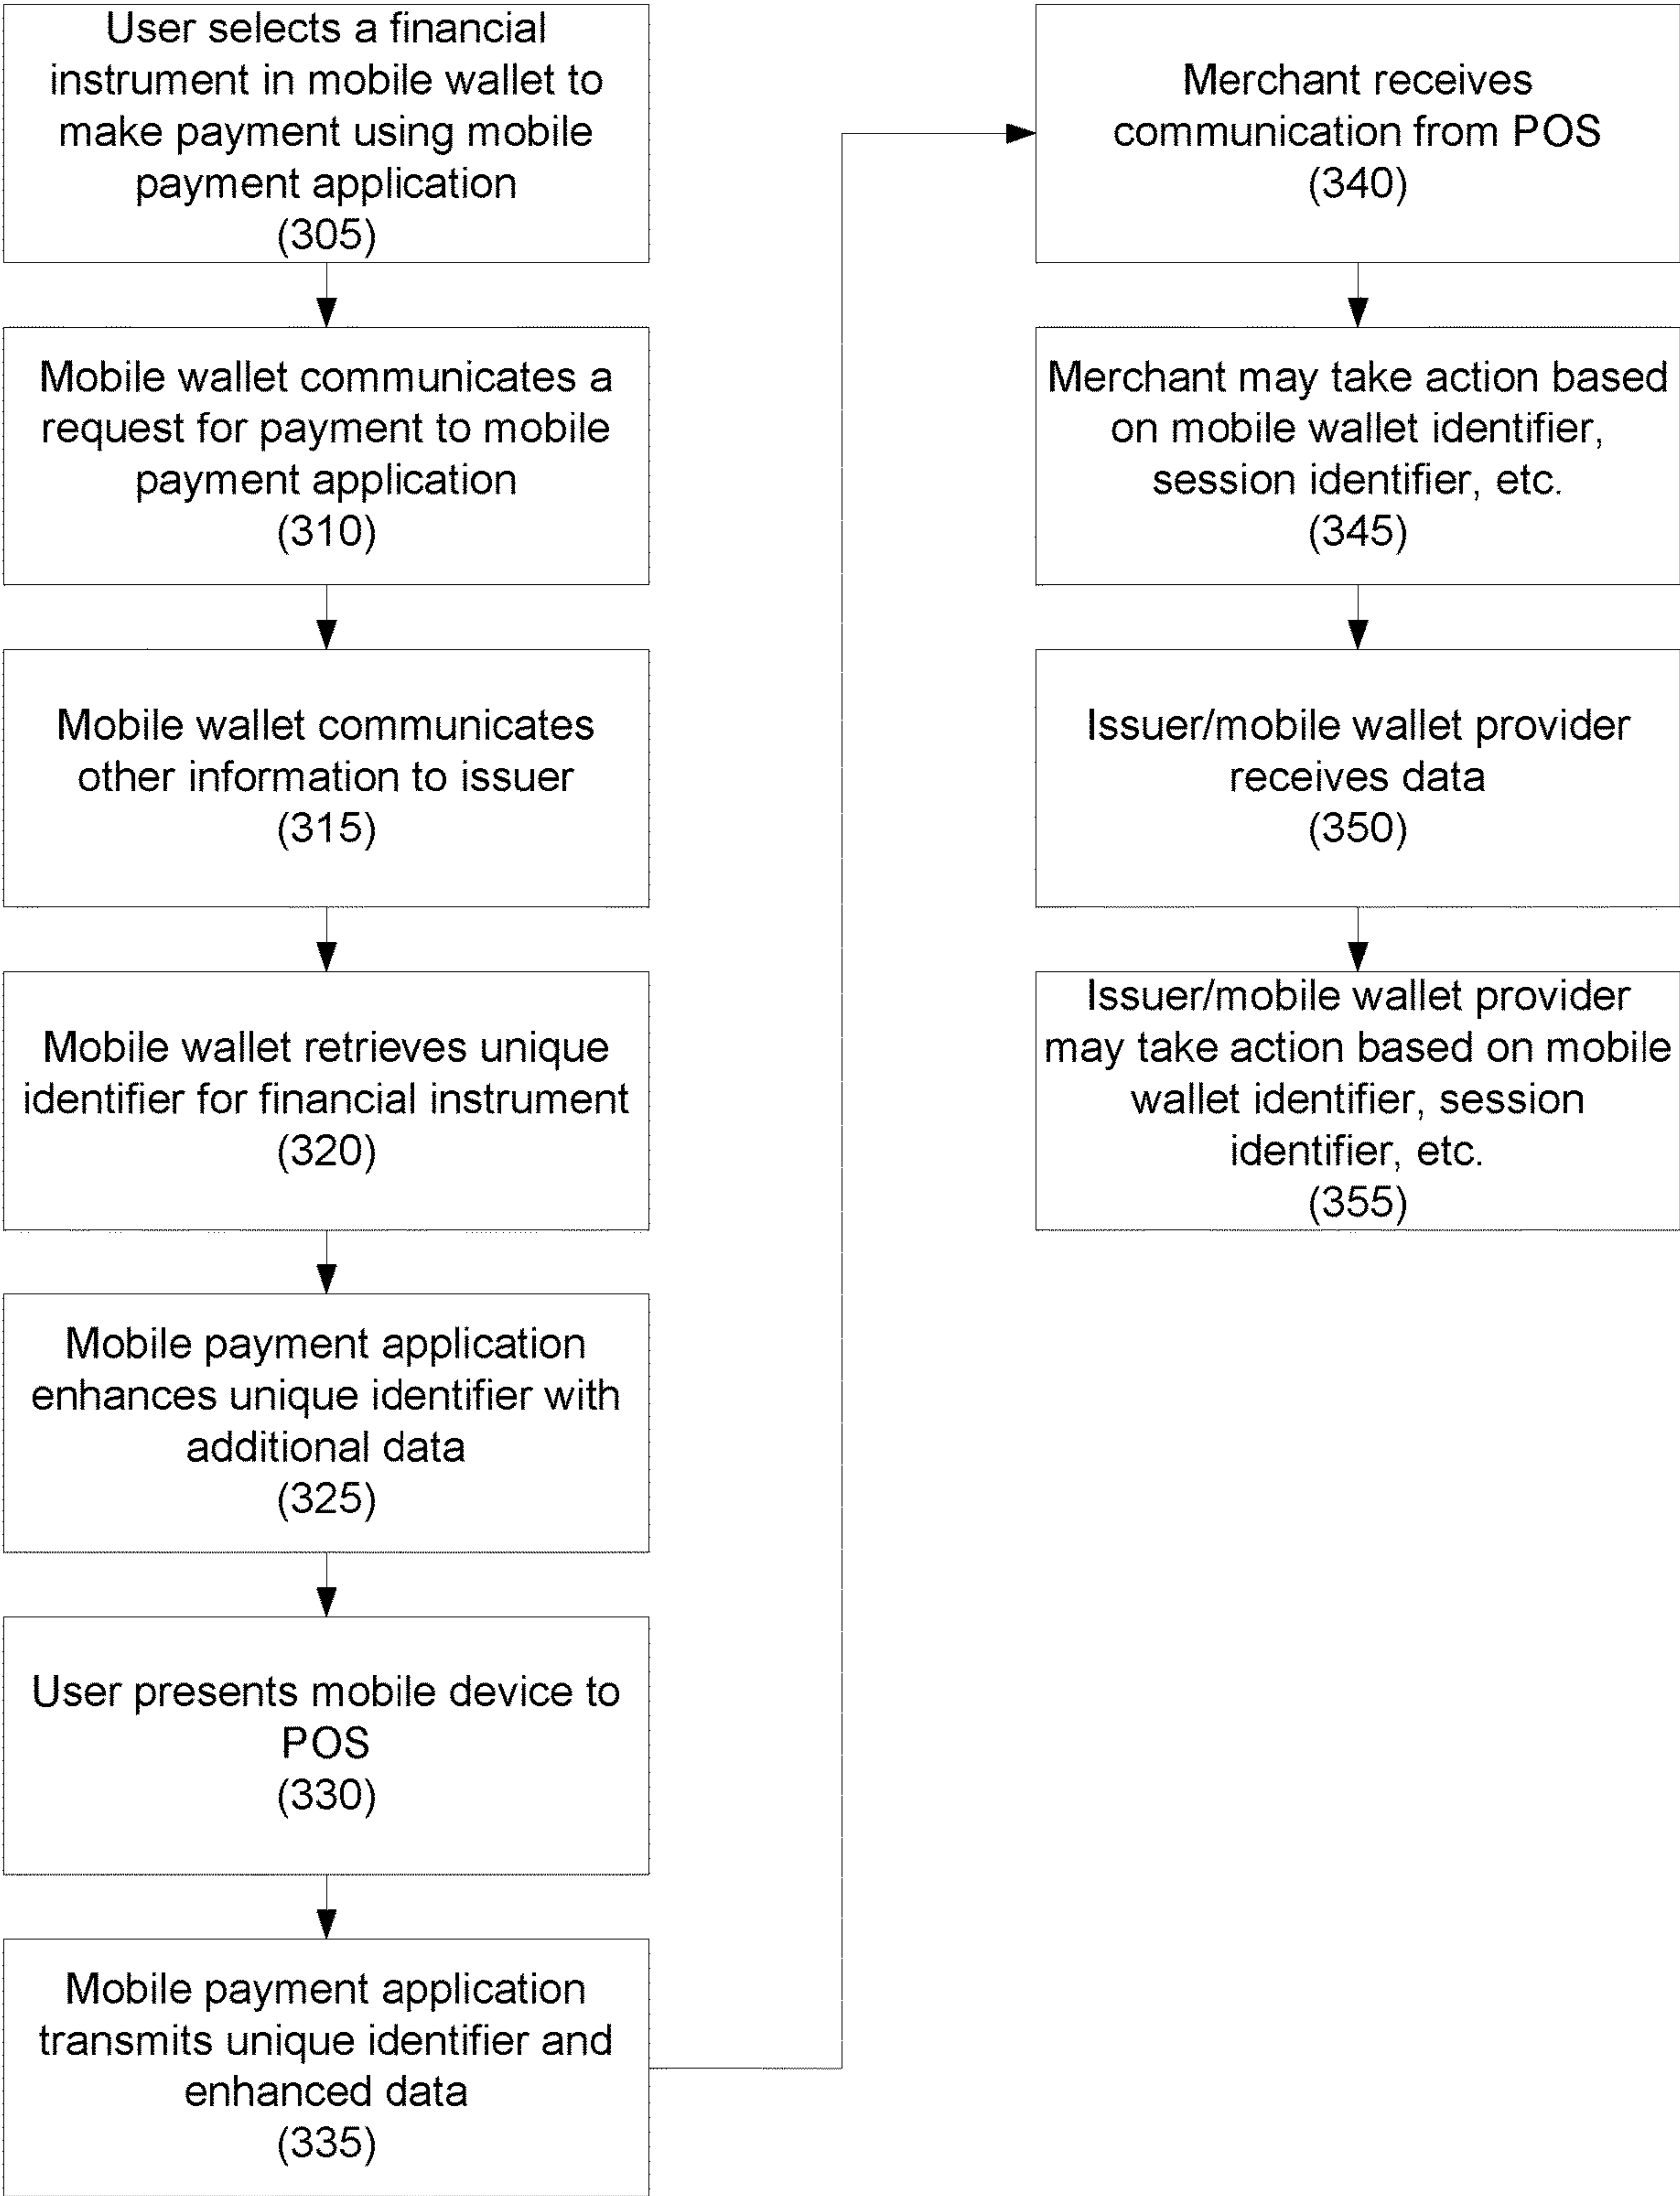 User selects a financial
instrument in mobile wallet to
make payment using mobile
payment application
(305)
Mobile wallet communicates a
request for payment to mobile
payment application
(310)
Mobile wallet communicates
other information to issuer
(315)
Mobile wallet retrieves unique
identifier for financial instrument
(320)
Mobile payment application
enhances unique identifier with
additional data
(325)
User presents mobile device to
POS
(330)
Mobile payment application
transmits unique identifier and
enhanced data
(335)
Merchant receives
communication from POS
(340)
Merchant may take action based
on mobile wallet identifier,
session identifier, etc.
(345)
Issuer/mobile wallet provider
receives data
(350)
Issuer/mobile wallet provider
may take action based on mobile
wallet identifier, session
identifier, etc.
(355)